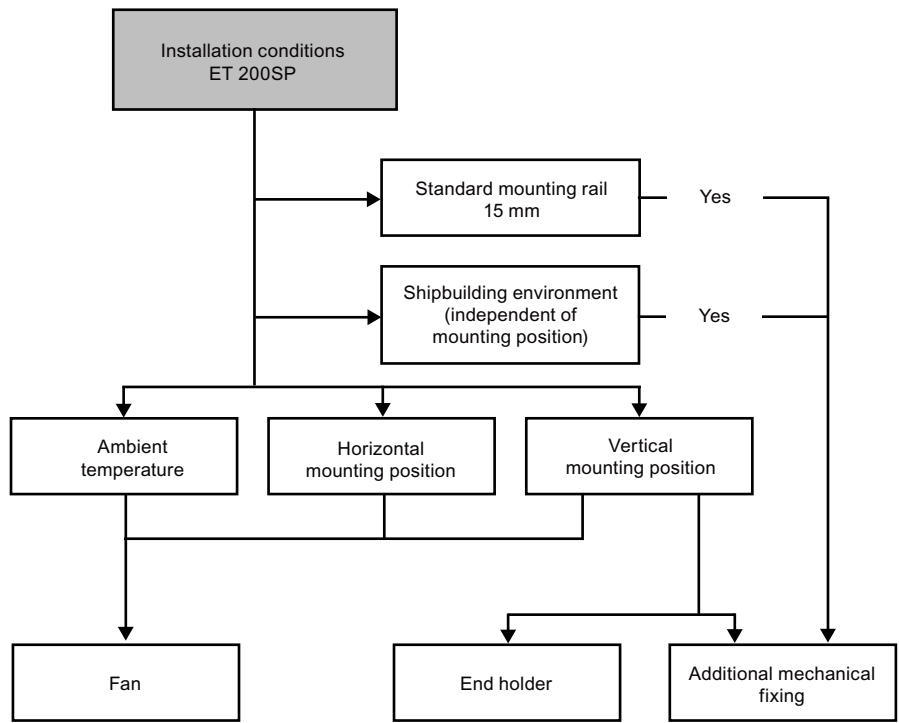 Installation conditions
ET 200SP
Standard mounting rail
15 mm
Yes
Shipbuilding environment
(independent of
mounting position)
Yes
Ambient
temperature
Horizontal
mounting position
Vertical
mounting position
Fan
End holder
Additional mechanical
fixing